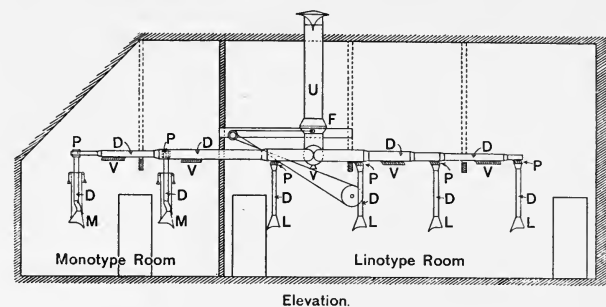 U
F
P D P D D D
V V V P P V P V P
D D D D D D
M M L L L L
Monotype Room Linotype Room
Elevation.